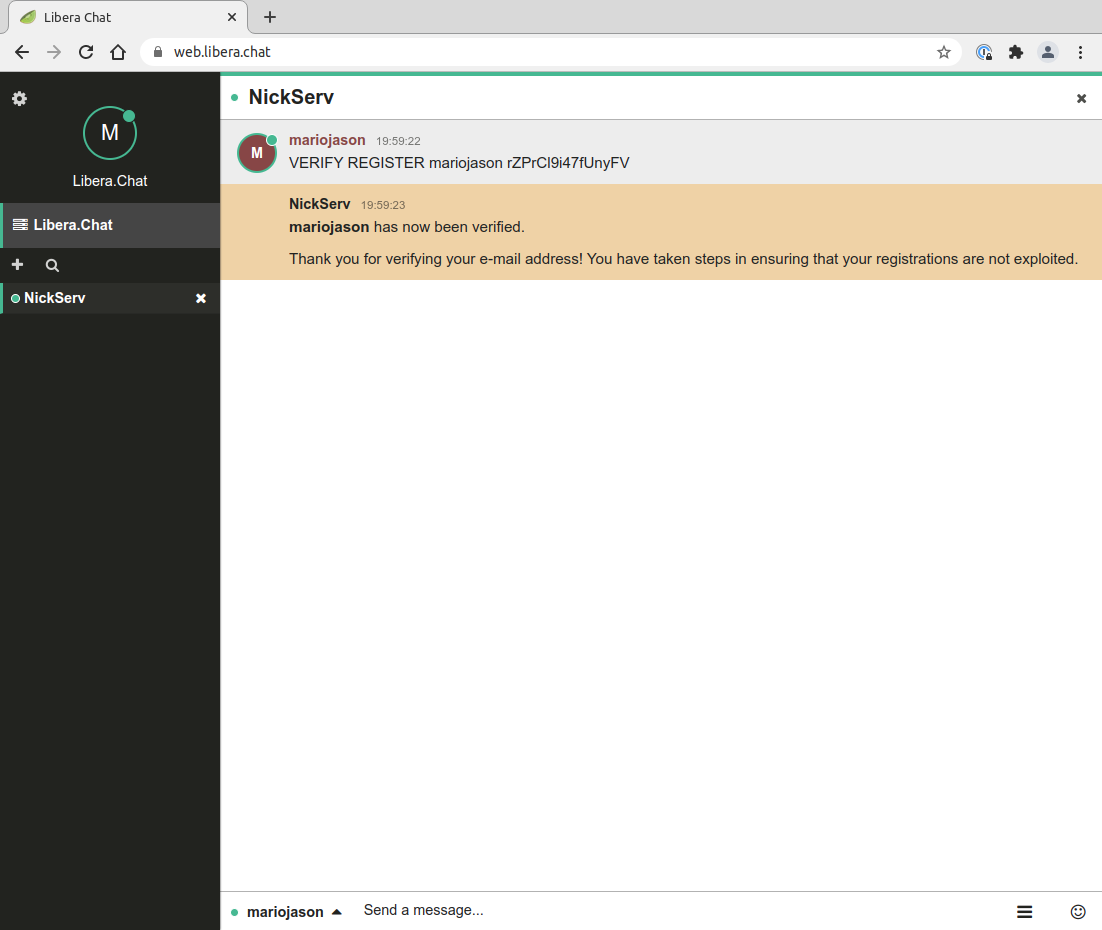 Libera Chat
web.libera.chat
M
Libera.Chat
Libera.Chat
NickServ
NickServ
M
mariojason 19:59:22
VERIFY REGISTER mariojason rZPrCl9i47fUnyFV
NickServ 19:59:23
mariojason has now been verified.
Thank you for verifying your e-mail address! You have taken steps in ensuring that your registrations are not exploited.
mariojason Send a message...